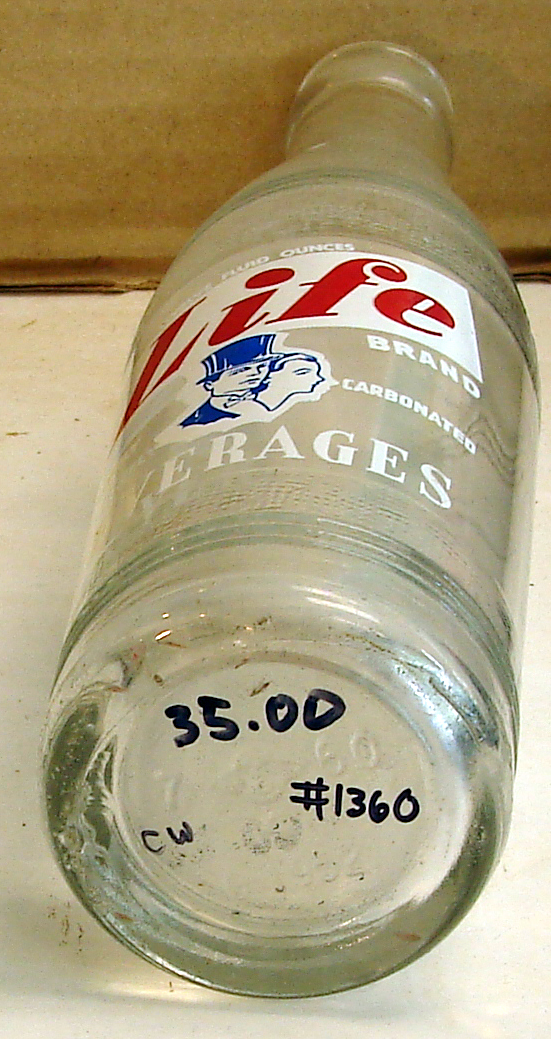 FLUID OUNCES
Life
BRAND
CARBONATED
VERAGES
35.00
#1360
CW